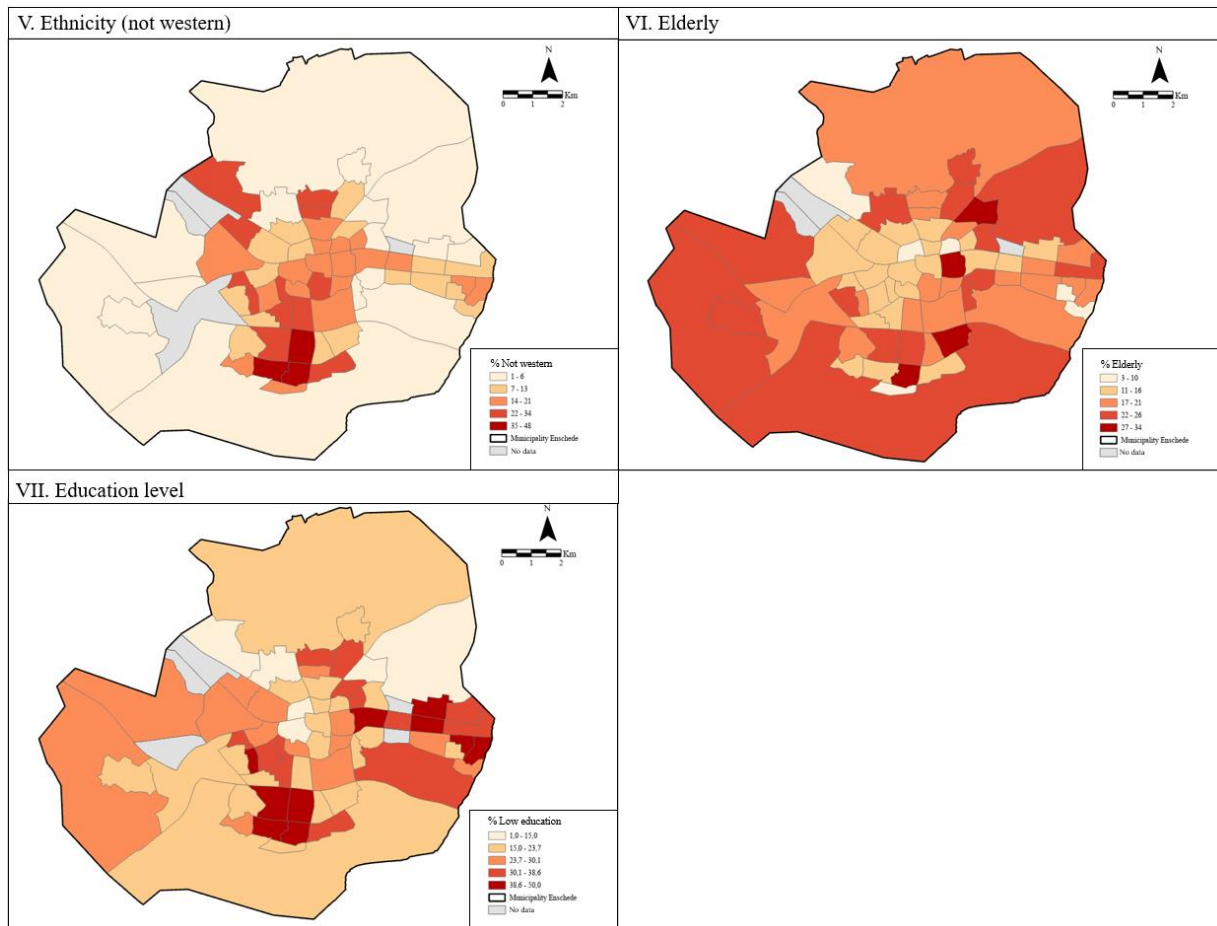 V. Ethnicity (not western)
N
Km
0 1 2
% Not western
1 - 6
7 - 13
14 - 21
22 - 34
35 - 48
Municipality Enschede
No data
VI. Elderly
N
Km
0 1 2
% Elderly
3 - 10
11 - 16
17 - 21
22 - 26
27 - 34
Municipality Enschede
No data
VII. Education level
N
Km
0 1 2
% Low education
1,0 - 15,0
15,0 - 23,7
23,7 - 30,1
30,1 - 38,6
38,6 - 50,0
Municipality Enschede
No data